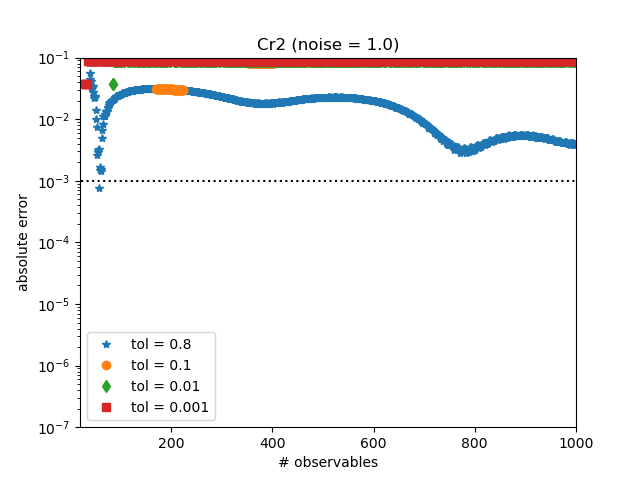 Cr2 (noise = 1.0)
absolute error
10⁻¹
10⁻²
10⁻³
10⁻⁴
10⁻⁵
10⁻⁶
10⁻⁷
tol = 0.8
tol = 0.1
tol = 0.01
tol = 0.001
200 400 600 800 1000
# observables